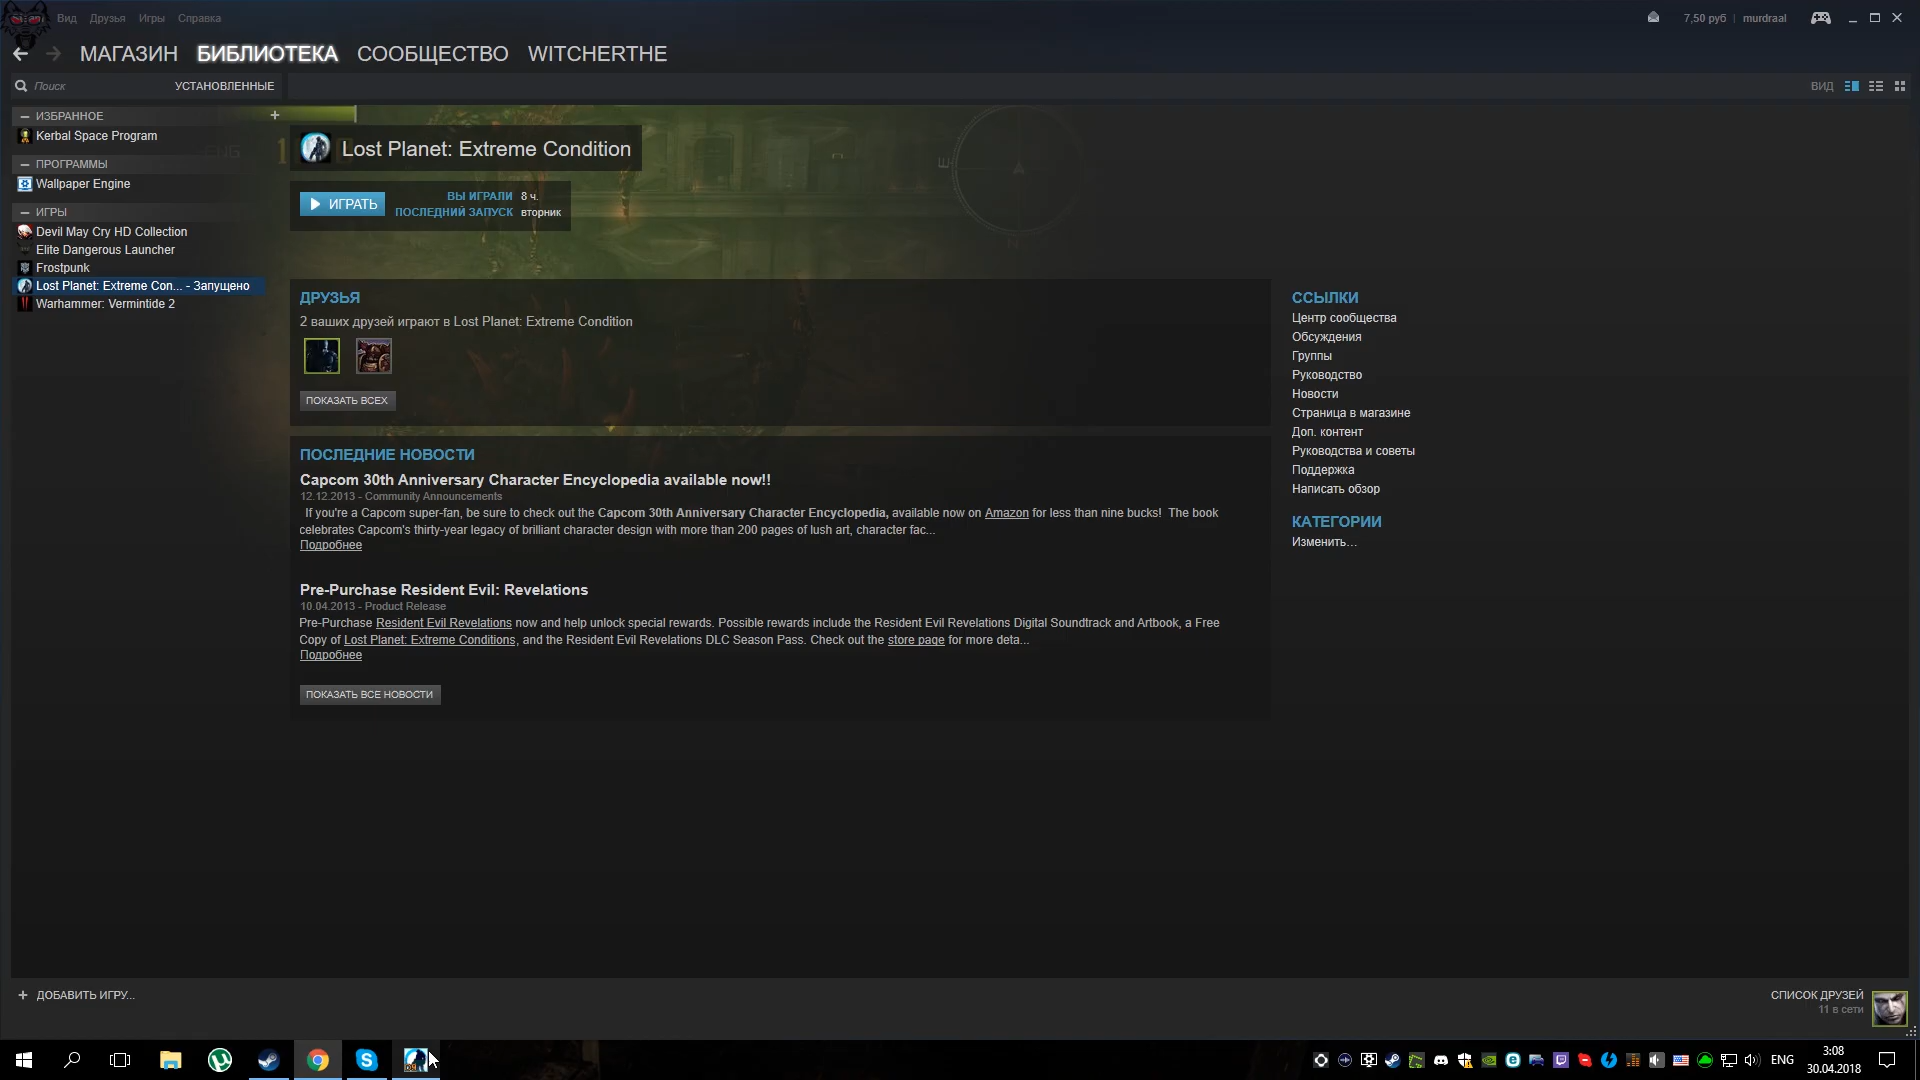 Вид Друзья Игры Справка
7,50 руб murdraal
МАГАЗИН БИБЛИОТЕКА СООБЩЕСТВО WITCHERTHE
Поиск УСТАНОВЛЕННЫЕ
ВИД
— ИЗБРАННОЕ +
Kerbal Space Program
— ПРОГРАММЫ
Wallpaper Engine
— ИГРЫ
Devil May Cry HD Collection
Elite Dangerous Launcher
Frostpunk
Lost Planet: Extreme Con... - Запущено
Warhammer: Vermintide 2
ENG
Lost Planet: Extreme Condition
ИГРАТЬ
ВЫ ИГРАЛИ 8 ч.
ПОСЛЕДНИЙ ЗАПУСК вторник
E
N
ДРУЗЬЯ
2 ваших друзей играют в Lost Planet: Extreme Condition
ПОКАЗАТЬ ВСЕХ
ПОСЛЕДНИЕ НОВОСТИ
Capcom 30th Anniversary Character Encyclopedia available now!!
12.12.2013 - Community Announcements
If you're a Capcom super-fan, be sure to check out the Capcom 30th Anniversary Character Encyclopedia, available now on Amazon for less than nine bucks! The book
celebrates Capcom's thirty-year legacy of brilliant character design with more than 200 pages of lush art, character fac...
Подробнее
Pre-Purchase Resident Evil: Revelations
10.04.2013 - Product Release
Pre-Purchase Resident Evil Revelations now and help unlock special rewards. Possible rewards include the Resident Evil Revelations Digital Soundtrack and Artbook, a Free
Copy of Lost Planet: Extreme Conditions, and the Resident Evil Revelations DLC Season Pass. Check out the store page for more deta...
Подробнее
ПОКАЗАТЬ ВСЕ НОВОСТИ
ССЫЛКИ
Центр сообщества
Обсуждения
Группы
Руководство
Новости
Страница в магазине
Доп. контент
Руководства и советы
Поддержка
Написать обзор
КАТЕГОРИИ
Изменить...
+ ДОБАВИТЬ ИГРУ...
СПИСОК ДРУЗЕЙ
11 в сети
ENG
3:08
30.04.2018